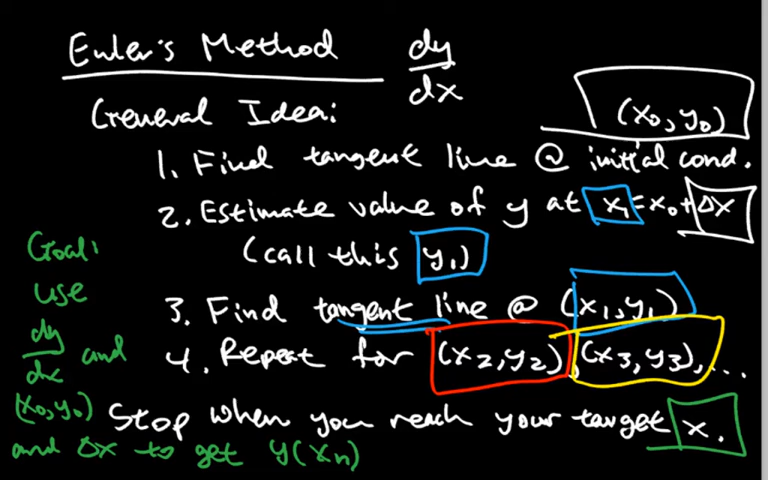 Euler's Method dy/dx
General Idea: (x₀, y₀)
1. Find tangent line @ initial cond.
2. Estimate value of y at x₁ = x₀ + Δx
(call this y₁)
3. Find tangent line @ (x₁, y₁)
4. Repeat for (x₂, y₂), (x₃, y₃), ...
Stop when you reach your target x.
Goal:
use
dy/dx and
(x₀, y₀)
and Δx to get y(xₙ)